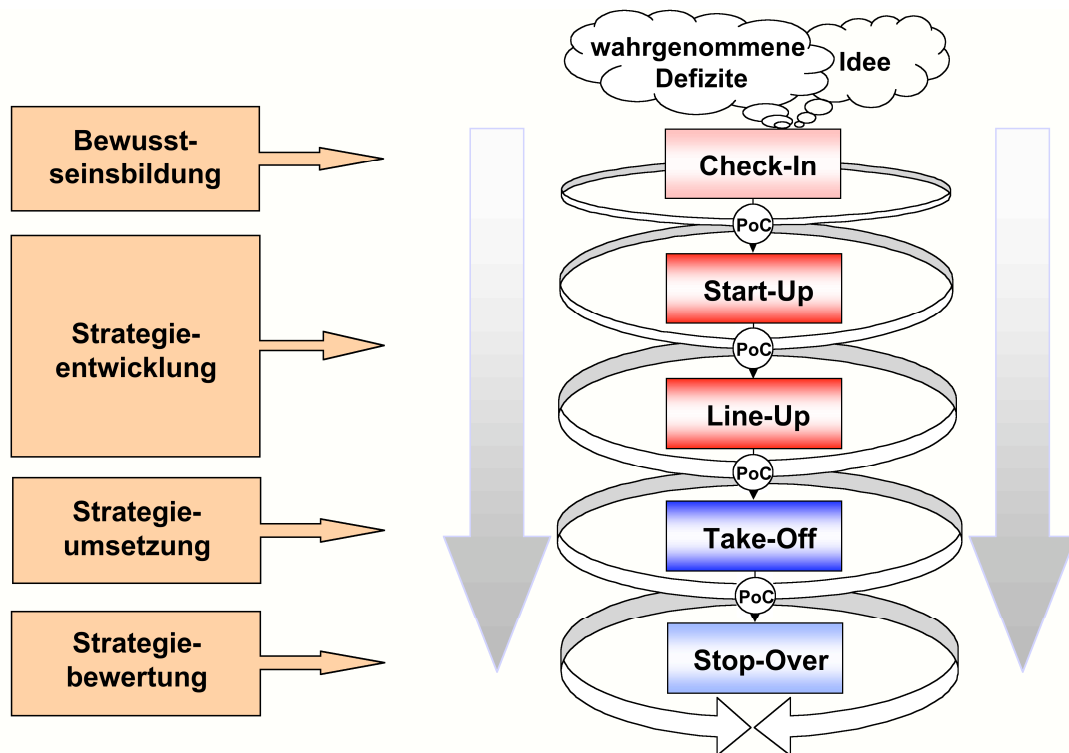 wahrgenommene
Defizite
Idee
Bewusst-
seinsbildung
Check-In
PoC
Start-Up
Strategie-
entwicklung
PoC
Line-Up
PoC
Strategie-
umsetzung
Take-Off
PoC
Strategie-
bewertung
Stop-Over